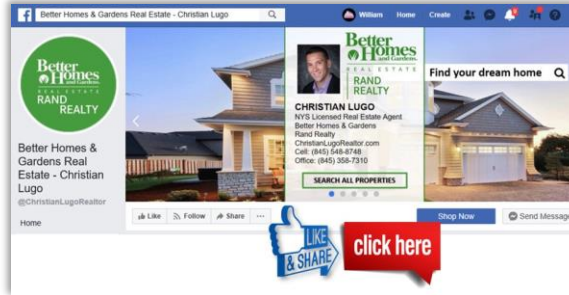 Better Homes & Gardens Real Estate - Christian Lugo
William
Home
Create
Better
Homes
and Gardens
REAL ESTATE
RAND
REALTY
Better Homes &
Gardens Real
Estate - Christian
Lugo
@ChristianLugoRealtor
Home
Better
Homes
and Gardens.
REAL ESTATE
RAND
REALTY
CHRISTIAN LUGO
NYS Licensed Real Estate Agent
Better Homes & Gardens
Rand Realty
ChristianLugoRealtor.com
Cell: (845) 548-8748
Office: (845) 358-7310
SEARCH ALL PROPERTIES
Find your dream home
Like
Follow
Share
Shop Now
Send Message
LIKE
& SHARE
click here